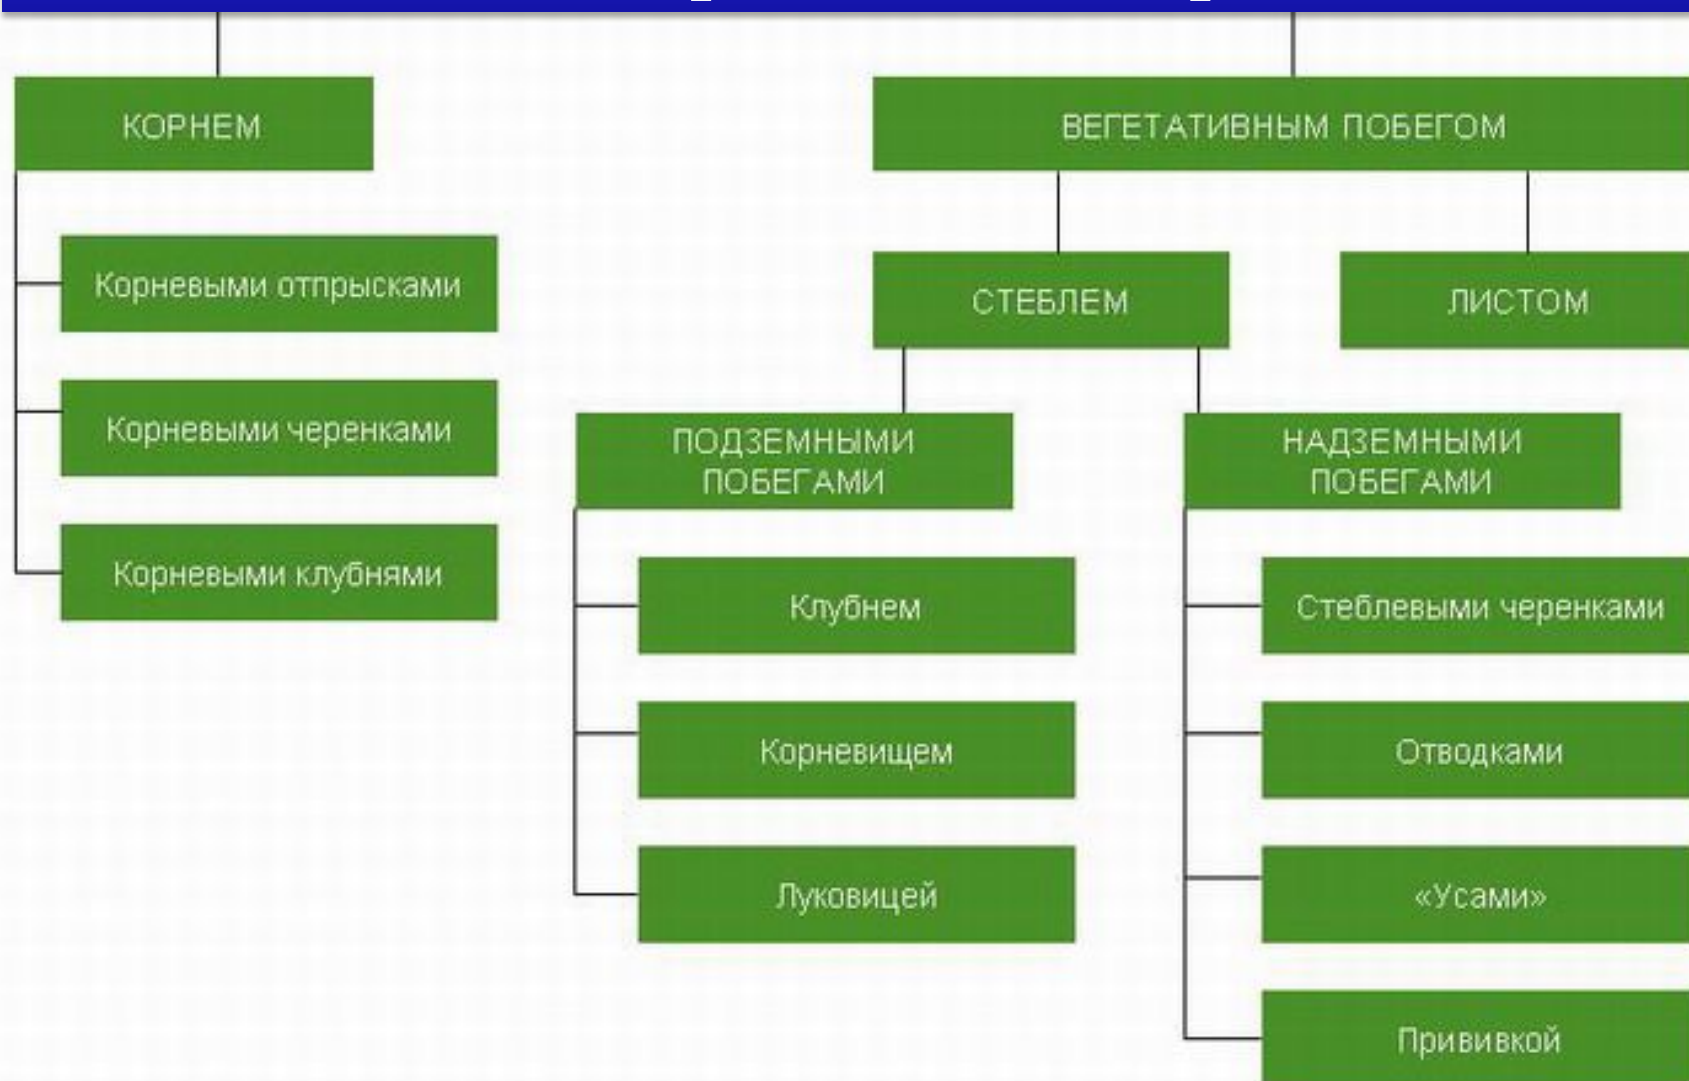 КОРНЕМ
Корневыми отпрысками
Корневыми черенками
Корневыми клубнями
ВЕГЕТАТИВНЫМ ПОБЕГОМ
СТЕБЛЕМ
ЛИСТОМ
ПОДЗЕМНЫМИ
ПОБЕГАМИ
Клубнем
Корневищем
Луковицей
НАДЗЕМНЫМИ
ПОБЕГАМИ
Стеблевыми черенками
Отводками
«Усами»
Прививкой